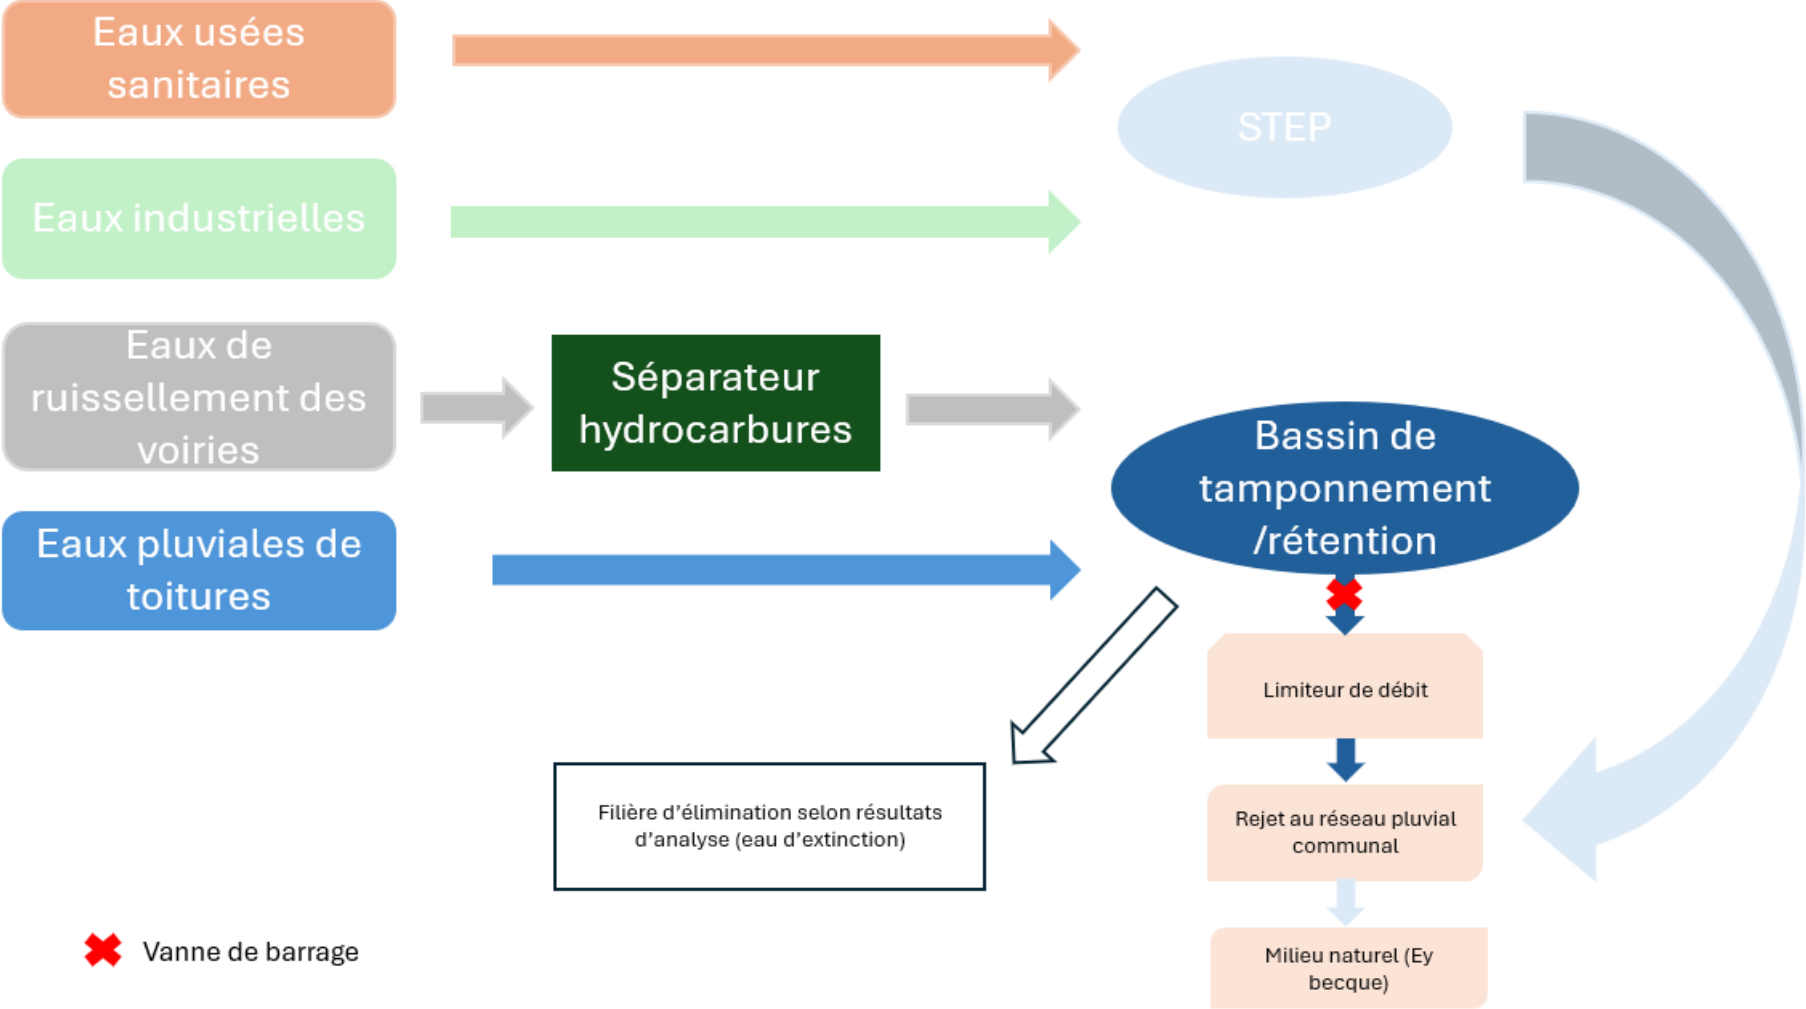 Eaux usées
sanitaires
STEP
Eaux industrielles
Eaux de
ruissellement des
voiries
Séparateur
hydrocarbures
Bassin de
tamponnement
/rétention
Eaux pluviales de
toitures
Limiteur de débit
Filière d’élimination selon résultats
d’analyse (eau d’extinction)
Rejet au réseau pluvial
communal
Milieu naturel (Ey
becque)
Vanne de barrage